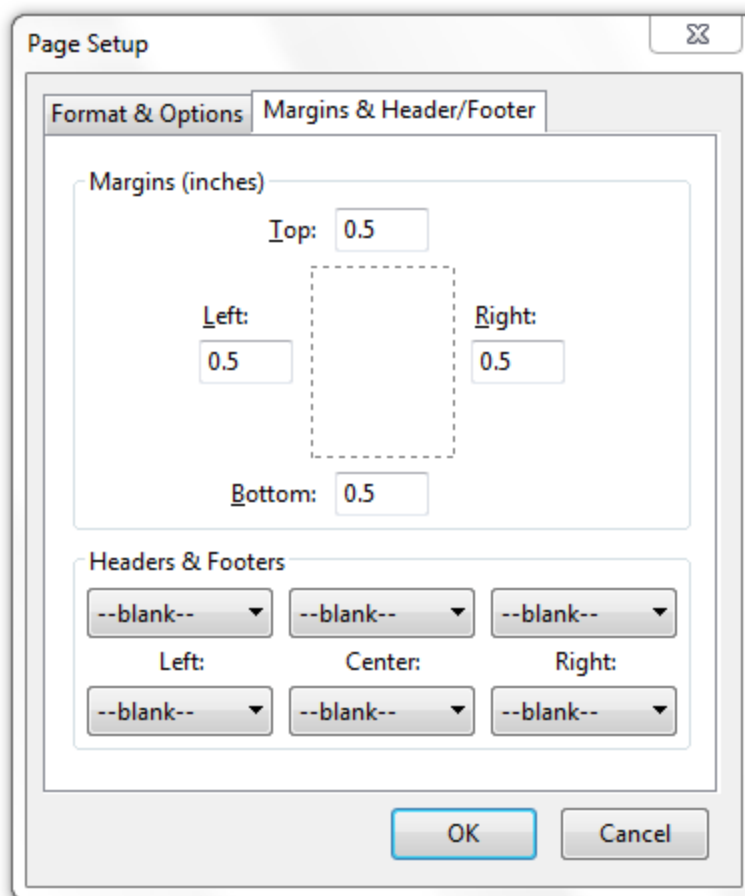 Page Setup
Format & Options Margins & Header/Footer
Margins (inches)
Top: 0.5
Left: Right:
0.5 0.5
Bottom: 0.5
Headers & Footers
--blank-- --blank-- --blank--
Left: Center: Right:
--blank-- --blank-- --blank--
OK Cancel